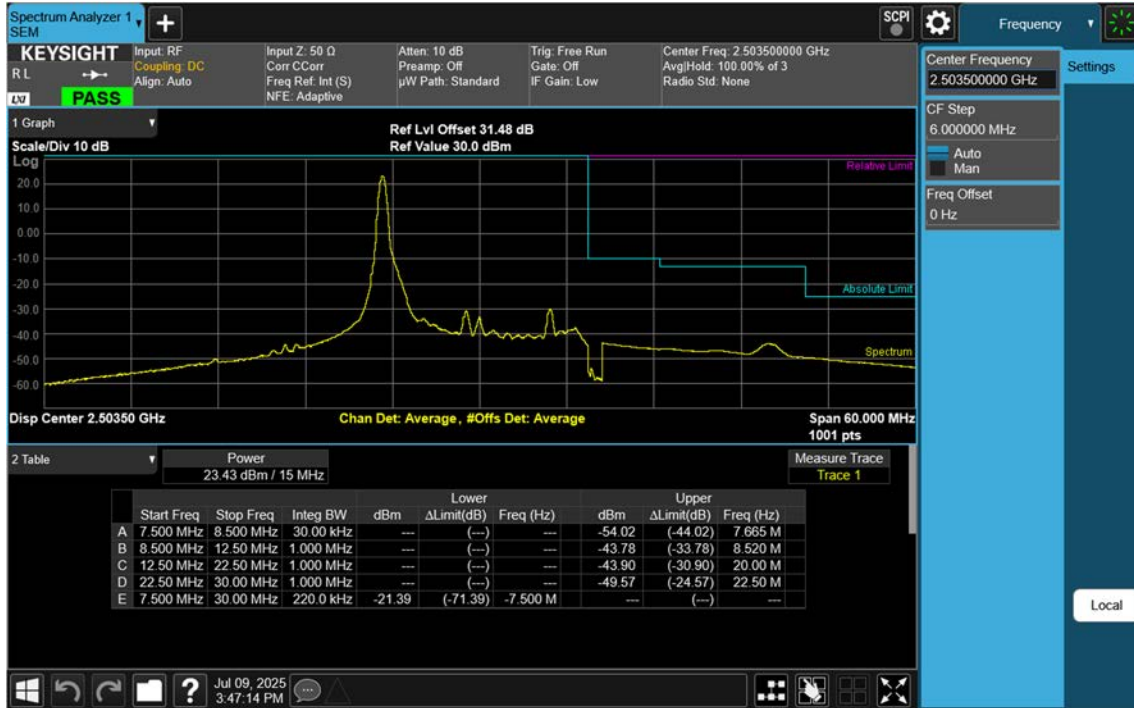 Spectrum Analyzer 1
SEM
SCPI
Frequency
KEYSIGHT
R L
LXI
PASS
Input: RF
Coupling: DC
Align: Auto
Input Z: 50 Ω
Corr CCorr
Freq Ref: Int (S)
NFE: Adaptive
Atten: 10 dB
Preamp: Off
µW Path: Standard
Trig: Free Run
Gate: Off
IF Gain: Low
Center Freq: 2.503500000 GHz
Avg|Hold: 100.00% of 3
Radio Std: None
Center Frequency
2.503500000 GHz
Settings
CF Step
6.000000 MHz
Auto
Man
Freq Offset
0 Hz
Local
1 Graph
Scale/Div 10 dB
Ref Lvl Offset 31.48 dB
Ref Value 30.0 dBm
Log
Relative Limit
20.0
10.0
0.00
-10.0
-20.0
Absolute Limit
-30.0
-40.0
Spectrum
-50.0
-60.0
Disp Center 2.50350 GHz
Chan Det: Average, #Offs Det: Average
Span 60.000 MHz
1001 pts
2 Table
Power
23.43 dBm / 15 MHz
Measure Trace
Trace 1
Lower Upper
Start Freq Stop Freq Integ BW dBm ΔLimit(dB) Freq (Hz) dBm ΔLimit(dB) Freq (Hz)
A 7.500 MHz 8.500 MHz 30.00 kHz --- (---) --- -54.02 (-44.02) 7.665 M
B 8.500 MHz 12.50 MHz 1.000 MHz --- (---) --- -43.78 (-33.78) 8.520 M
C 12.50 MHz 22.50 MHz 1.000 MHz --- (---) --- -43.90 (-30.90) 20.00 M
D 22.50 MHz 30.00 MHz 1.000 MHz --- (---) --- -49.57 (-24.57) 22.50 M
E 7.500 MHz 30.00 MHz 220.0 kHz -21.39 (-71.39) -7.500 M --- (---) ---
?
Jul 09, 2025
3:47:14 PM